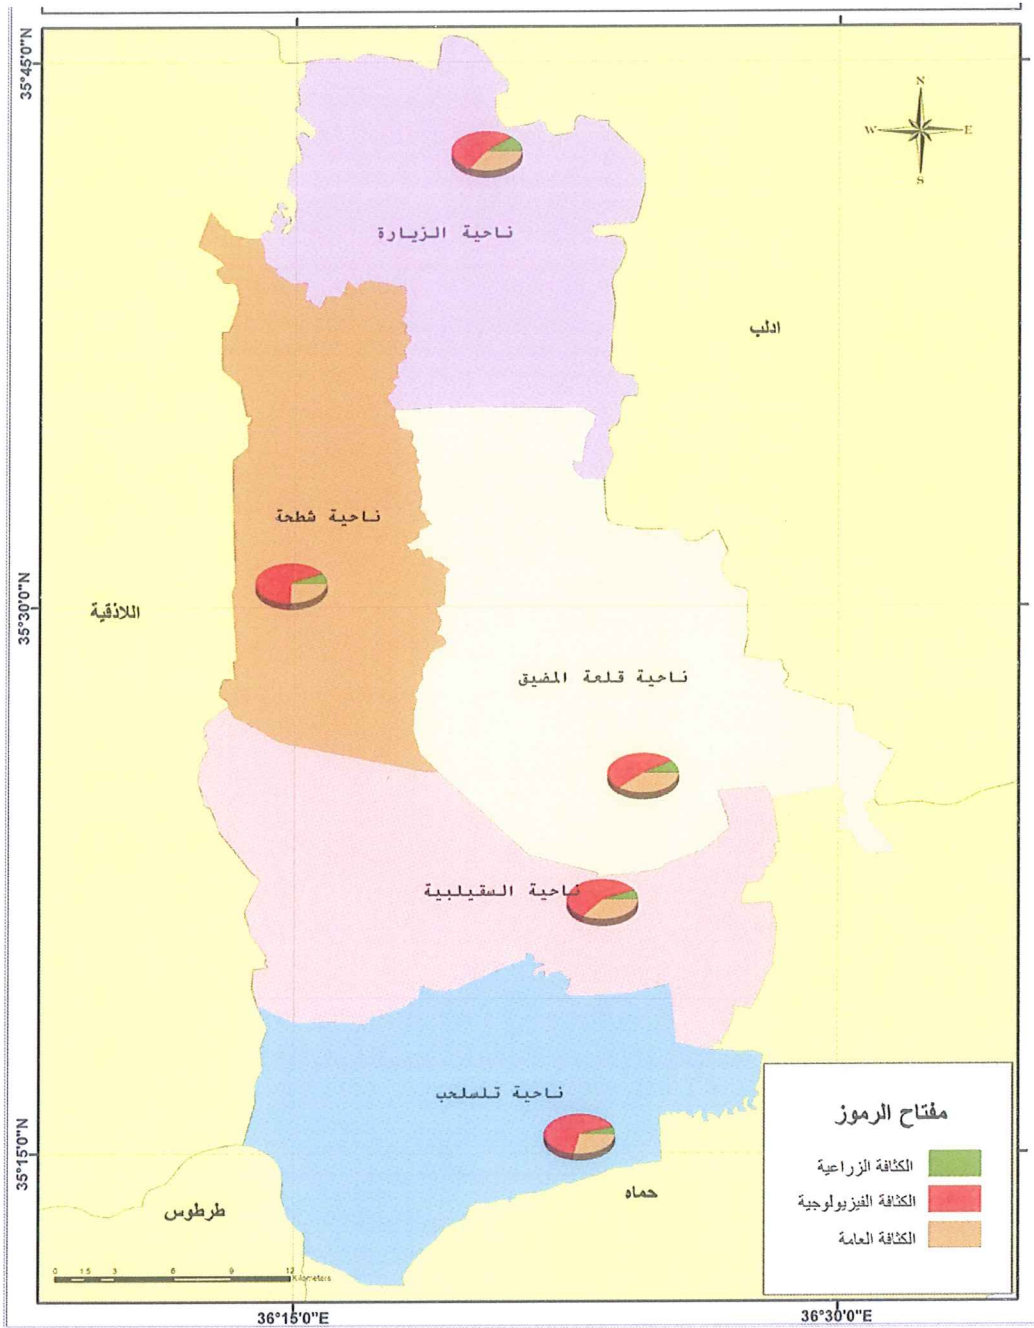 35°45'0"N
N
W
E
S
ناحية الزيارة
ادلب
ناحية شطحة
35°30'0"N
اللاذقية
ناحية قلعة المضيق
ناحية السقيلبية
ناحية تلسلحب
35°15'0"N
طرطوس
حماه
مفتاح الرموز
الكثافة الزراعية
الكثافة الفيزيولوجية
الكثافة العامة
0 1.5 3 6 9 12
Kilometers
36°15'0"E
36°30'0"E